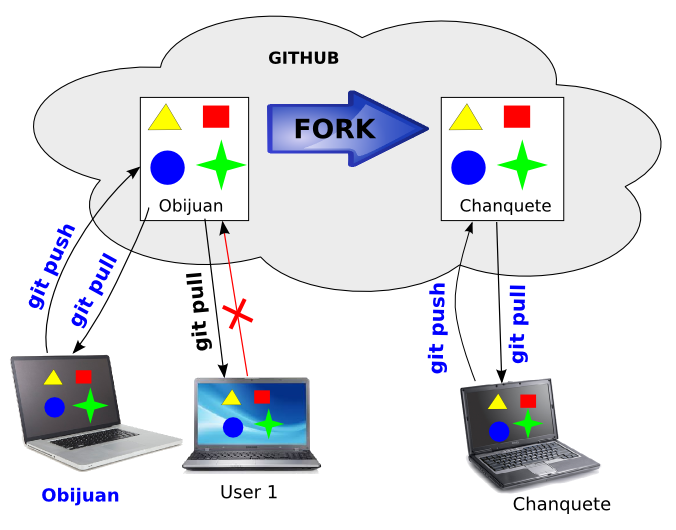 GITHUB
FORK
Obijuan
Chanquete
git push
git pull
git pull
git push
git pull
Obijuan
User 1
Chanquete